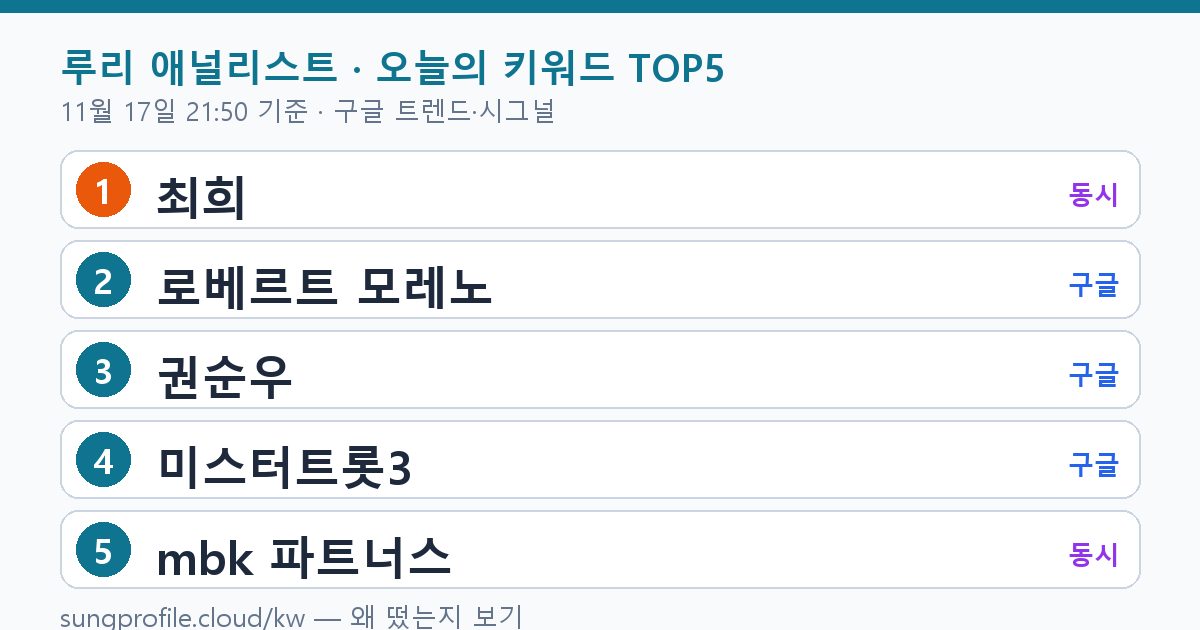 루리 애널리스트 · 오늘의 키워드 TOP5
11월 17일 21:50 기준 · 구글 트렌드·시그널
1 최희 동시
2 로베르트 모레노 구글
3 권순우 구글
4 미스터트롯3 구글
5 mbk 파트너스 동시
sungprofile.cloud/kw — 왜 떴는지 보기